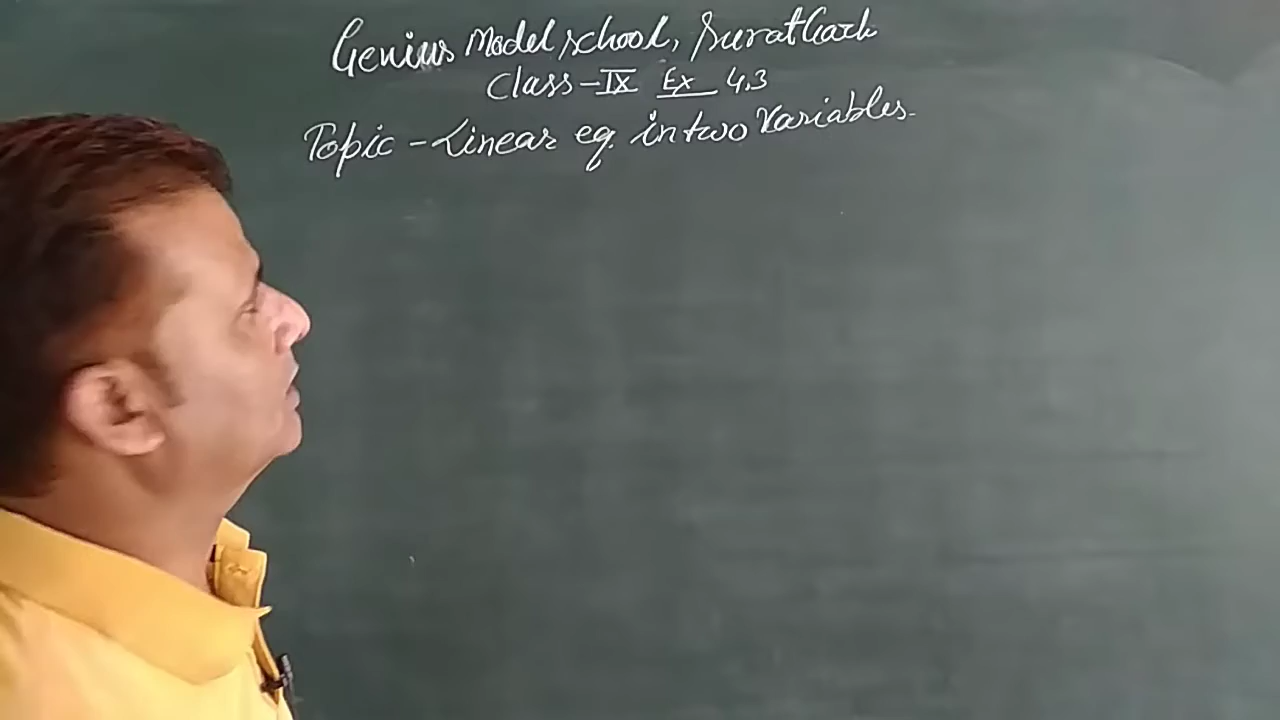 Genius Model school, SuratGarh
Class-IX Ex 4.3
Topic - Linear eq. in two Variables.